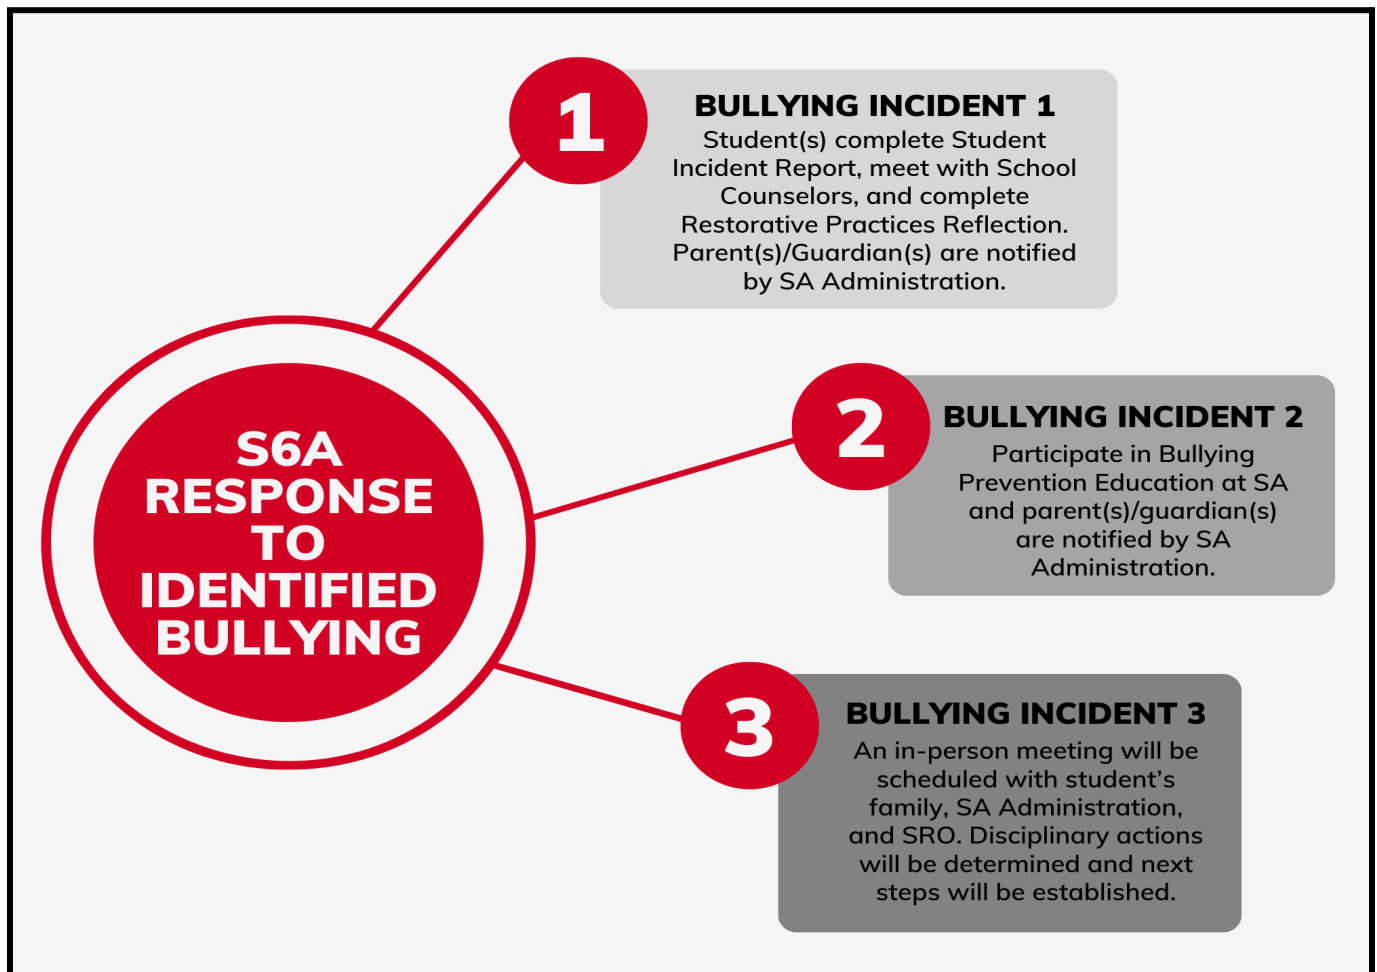 S6A
RESPONSE
TO
IDENTIFIED
BULLYING
1
BULLYING INCIDENT 1
Student(s) complete Student
Incident Report, meet with School
Counselors, and complete
Restorative Practices Reflection.
Parent(s)/Guardian(s) are notified
by SA Administration.
2
BULLYING INCIDENT 2
Participate in Bullying
Prevention Education at SA
and parent(s)/guardian(s)
are notified by SA
Administration.
3
BULLYING INCIDENT 3
An in-person meeting will be
scheduled with student’s
family, SA Administration,
and SRO. Disciplinary actions
will be determined and next
steps will be established.